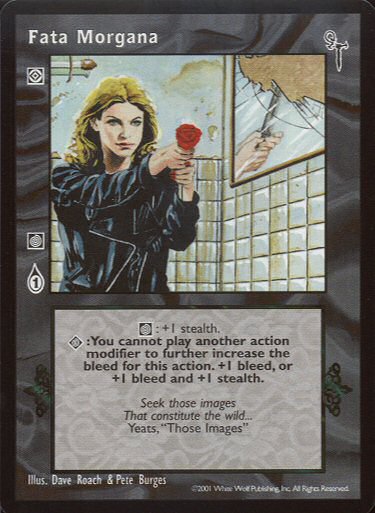 Fata Morgana
1
: +1 stealth.
:You cannot play another action
modifier to further increase the
bleed for this action. +1 bleed, or
+1 bleed and +1 stealth.
Seek those images
That constitute the wild...
Yeats, "Those Images"
Illus. Dave Roach & Pete Burges
©2001 White Wolf Publishing, Inc. All Rights Reserved.